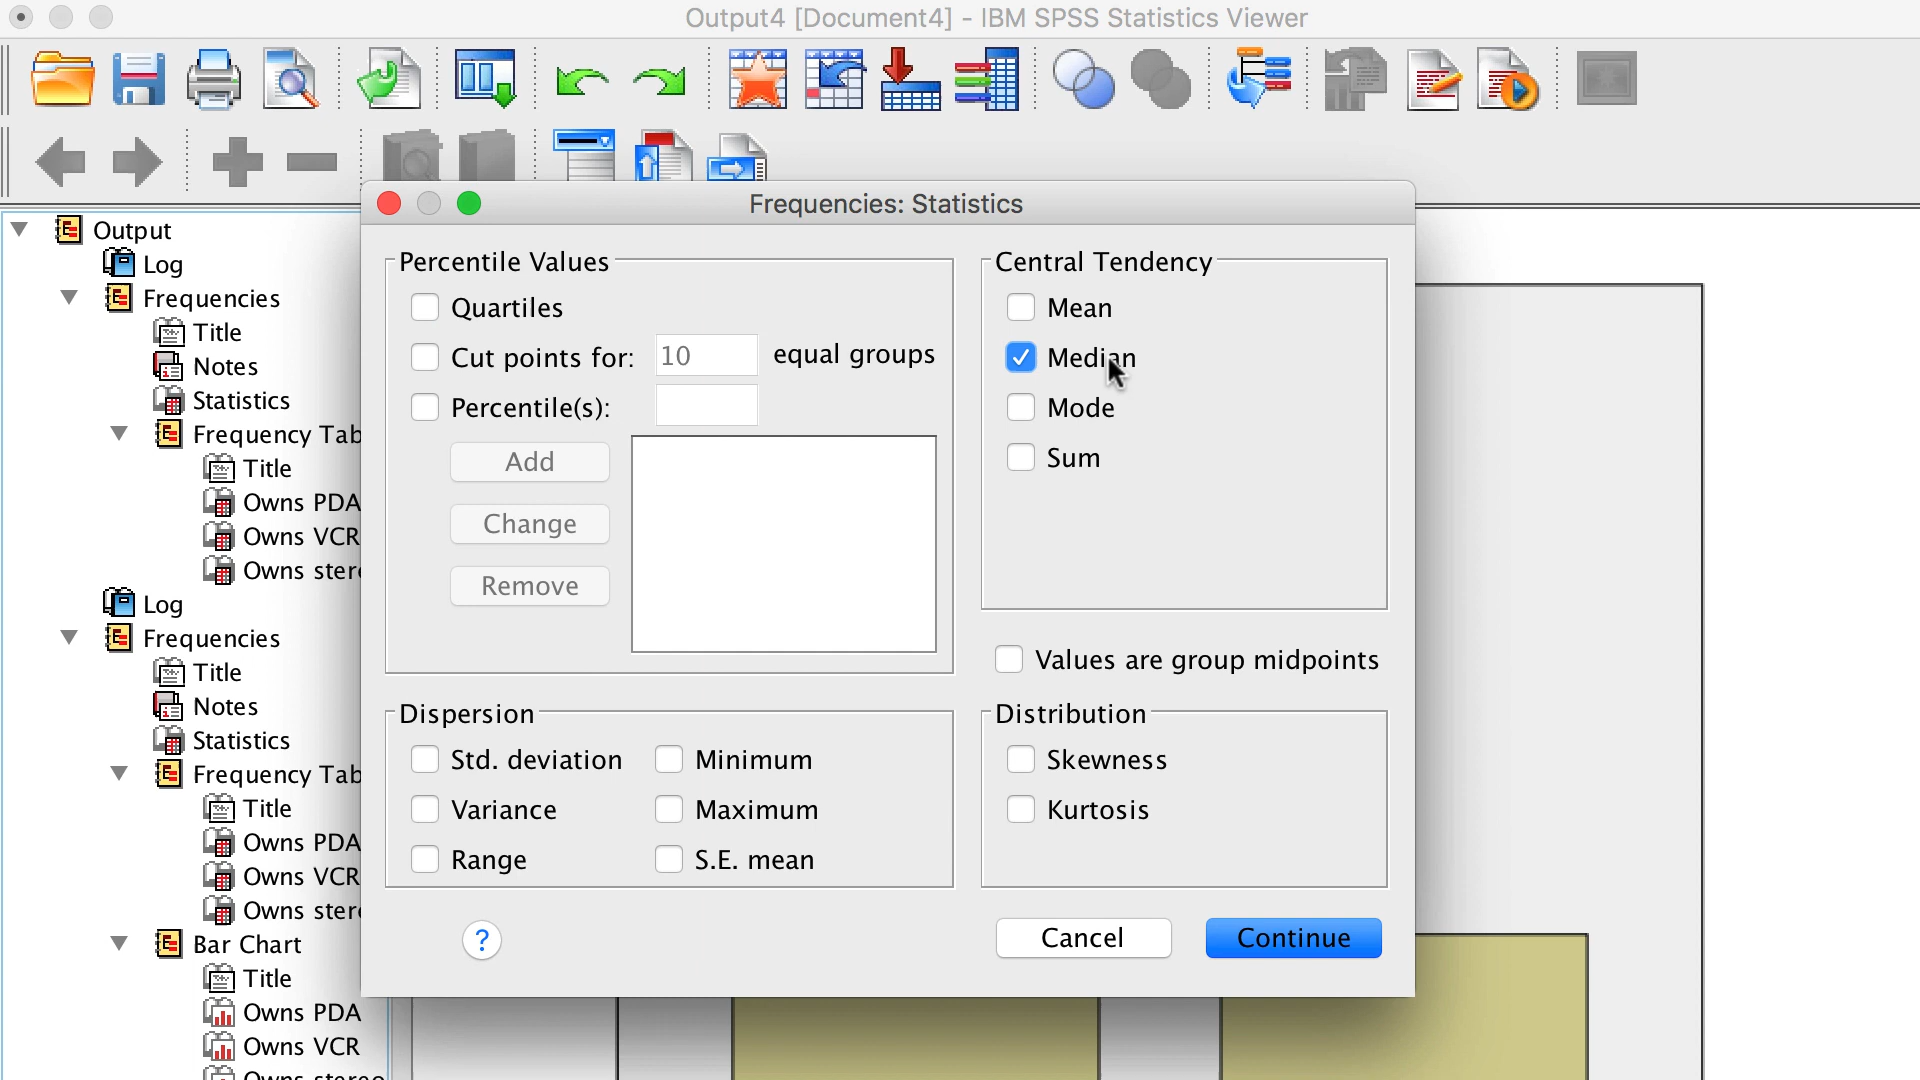 Output4 [Document4] - IBM SPSS Statistics Viewer
Frequencies: Statistics
Output
Log
Frequencies
Title
Notes
Statistics
Frequency Tab
Title
Owns PDA
Owns VCR
Owns ster
Log
Frequencies
Title
Notes
Statistics
Frequency Tab
Title
Owns PDA
Owns VCR
Owns ster
Bar Chart
Title
Owns PDA
Owns VCR
Owns stereo
Percentile Values
Quartiles
Cut points for: 10 equal groups
Percentile(s):
Add
Change
Remove
Central Tendency
Mean
Median
Mode
Sum
Values are group midpoints
Dispersion
Std. deviation Minimum
Variance Maximum
Range S.E. mean
Distribution
Skewness
Kurtosis
? Cancel Continue